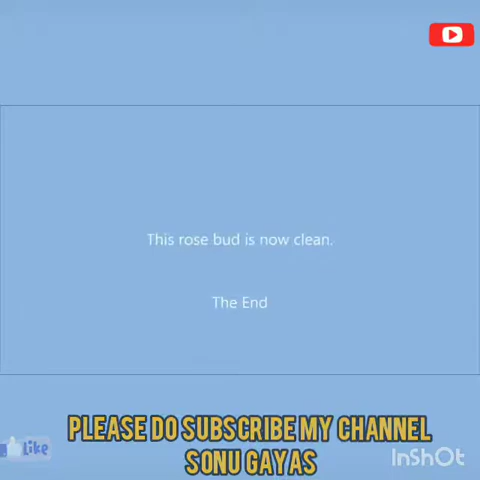 This rose bud is now clean.
The End
PLEASE DO SUBSCRIBE MY CHANNEL
Like
SONU GAYAS
InShOt